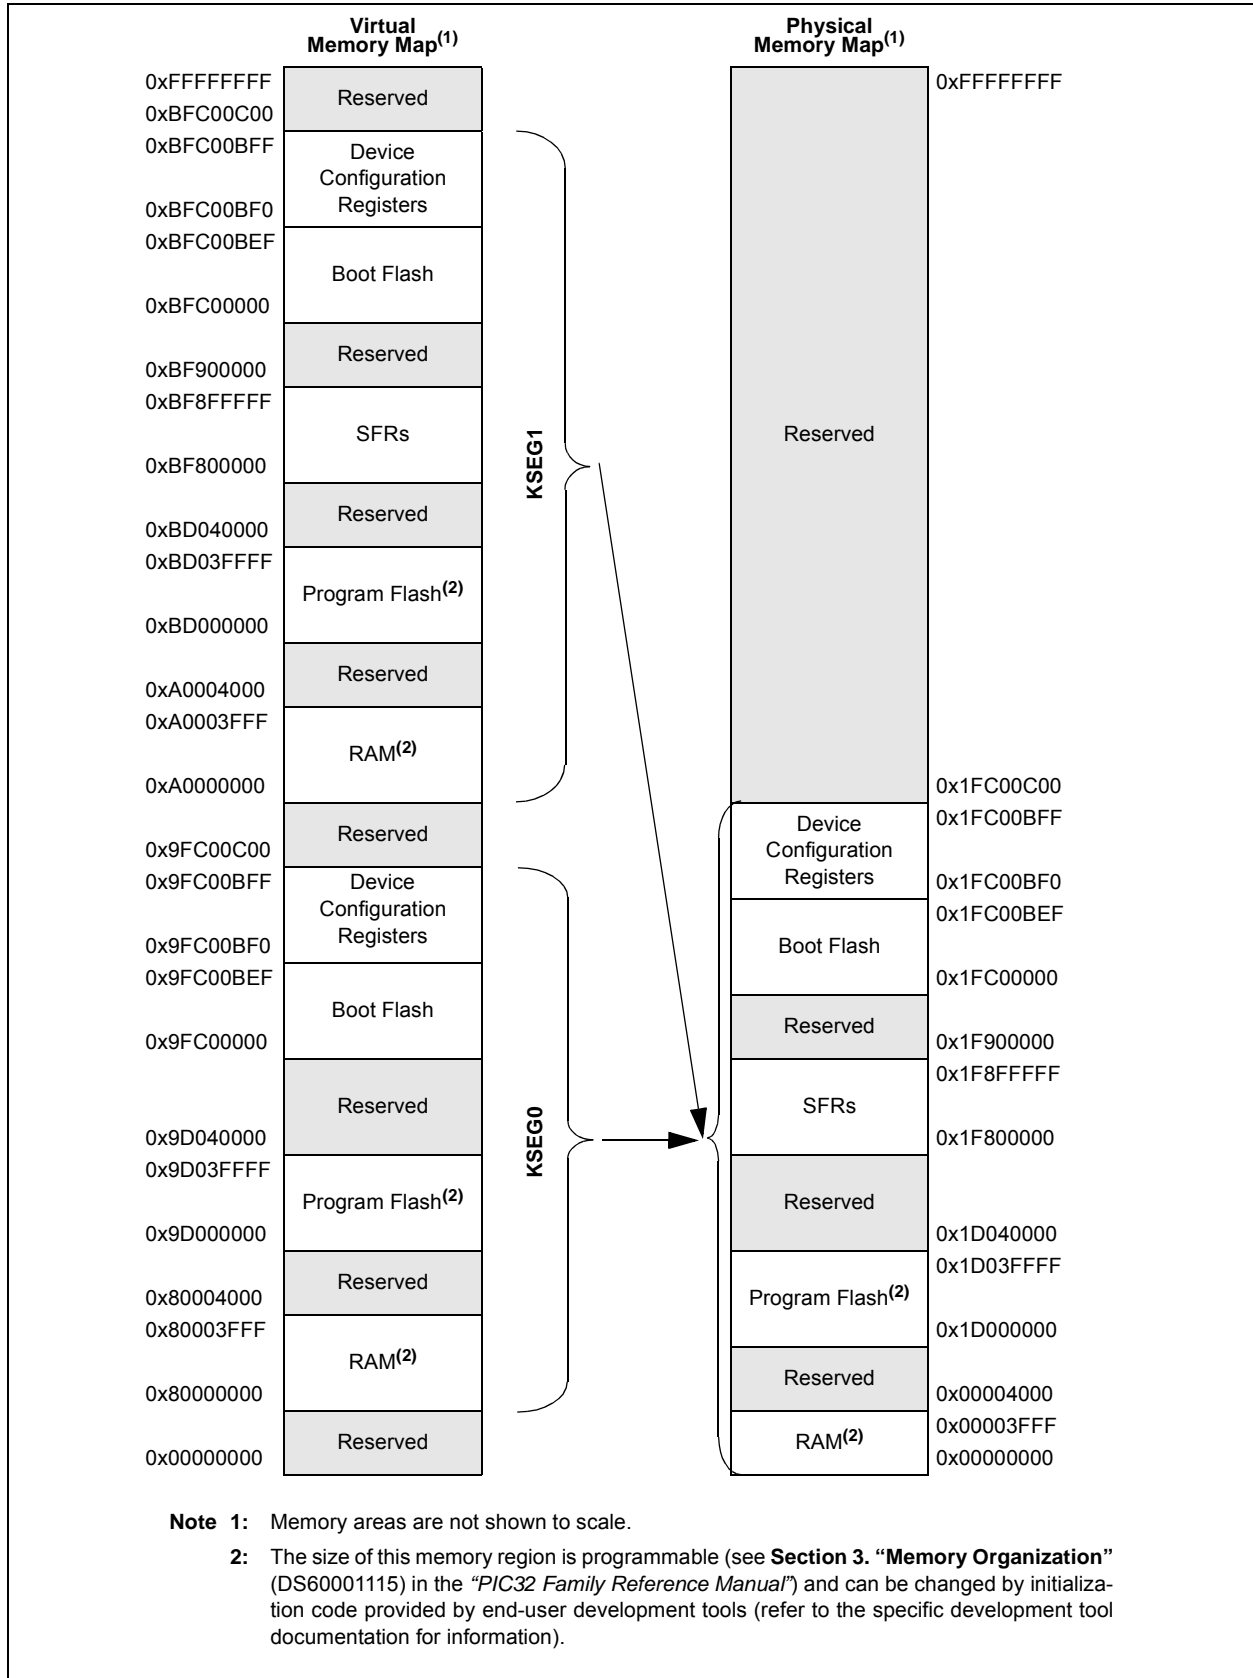 Virtual
Memory Map(1)
Physical
Memory Map(1)
0xFFFFFFFF
Reserved
0xBFC00C00
0xBFC00BFF
Device
Configuration
Registers
0xBFC00BF0
0xBFC00BEF
Boot Flash
0xBFC00000
Reserved
0xBF900000
0xBF8FFFFF
SFRs
0xBF800000
Reserved
0xBD040000
0xBD03FFFF
Program Flash(2)
0xBD000000
Reserved
0xA0004000
0xA0003FFF
RAM(2)
0xA0000000
Reserved
0x9FC00C00
0x9FC00BFF
Device
Configuration
Registers
0x9FC00BF0
0x9FC00BEF
Boot Flash
0x9FC00000
Reserved
0x9D040000
0x9D03FFFF
Program Flash(2)
0x9D000000
Reserved
0x80004000
0x80003FFF
RAM(2)
0x80000000
Reserved
0x00000000
KSEG1
KSEG0
0xFFFFFFFF
Reserved
0x1FC00C00
0x1FC00BFF
Device
Configuration
Registers
0x1FC00BF0
0x1FC00BEF
Boot Flash
0x1FC00000
Reserved
0x1F900000
0x1F8FFFFF
SFRs
0x1F800000
Reserved
0x1D040000
0x1D03FFFF
Program Flash(2)
0x1D000000
Reserved
0x00004000
0x00003FFF
RAM(2)
0x00000000
Note 1: Memory areas are not shown to scale.
2: The size of this memory region is programmable (see Section 3. “Memory Organization”
(DS60001115) in the “PIC32 Family Reference Manual”) and can be changed by initializa-
tion code provided by end-user development tools (refer to the specific development tool
documentation for information).